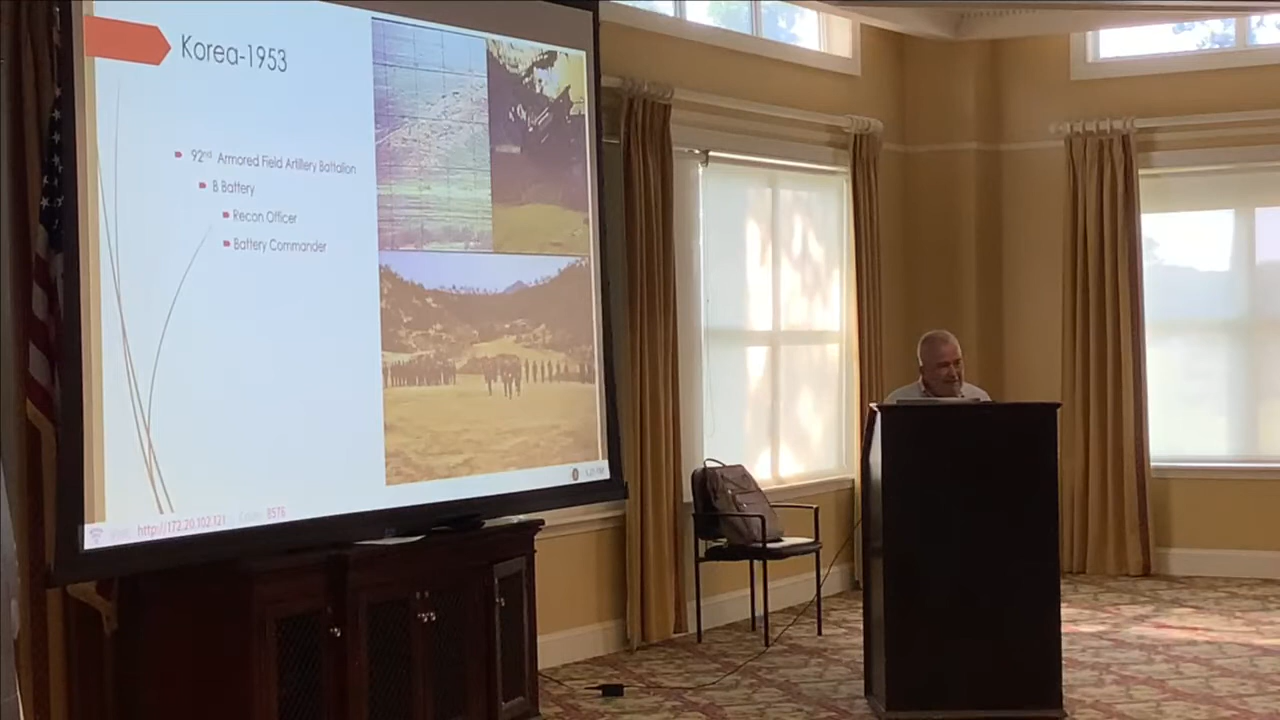 Korea-1953
92nd Armored Field Artillery Battalion
B Battery
Recon Officer
Battery Commander
http://172.20.102.121
8576